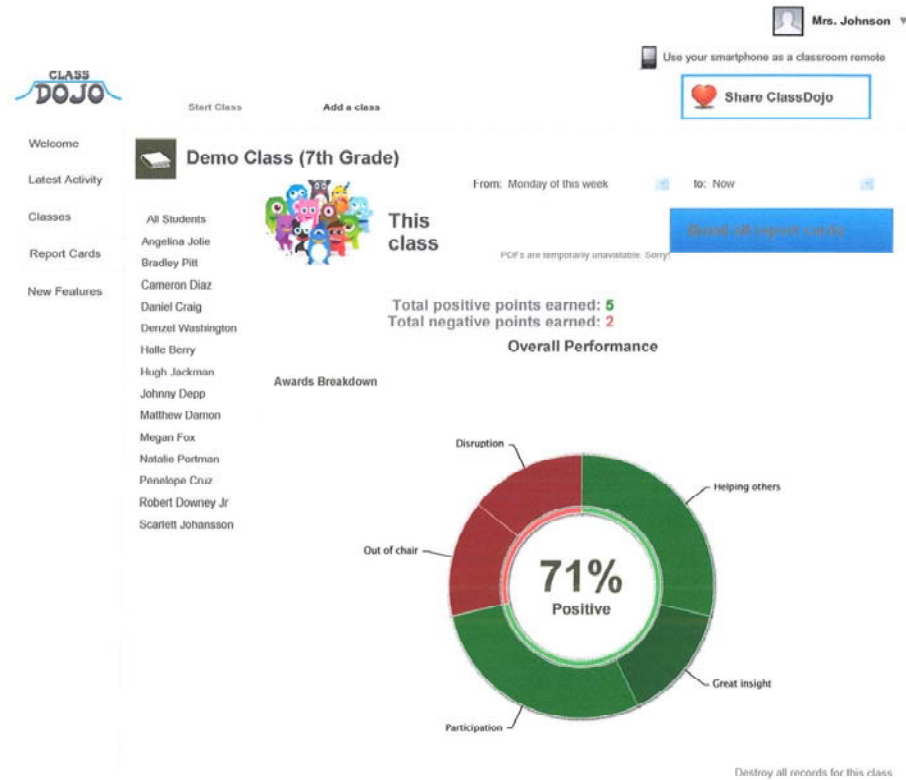 Mrs. Johnson
Use your smartphone as a classroom remote
CLASS
DOJO
Start Class
Add a class
Share ClassDojo
Welcome
Latest Activity
Classes
Report Cards
New Features
Demo Class (7th Grade)
From: Monday of this week
to: Now
All Students
Angelina Jolie
Bradley Pitt
Cameron Diaz
Daniel Craig
Denzel Washington
Halle Berry
Hugh Jackman
Johnny Depp
Matthew Damon
Megan Fox
Natalie Portman
Penelope Cruz
Robert Downey Jr
Scarlett Johansson
This
class
all report cards
PDFs are temporarily unavailable. Sorry!
Total positive points earned: 5
Total negative points earned: 2
Overall Performance
Awards Breakdown
Disruption
Helping others
Out of chair
71%
Positive
Great insight
Participation
Destroy all records for this class